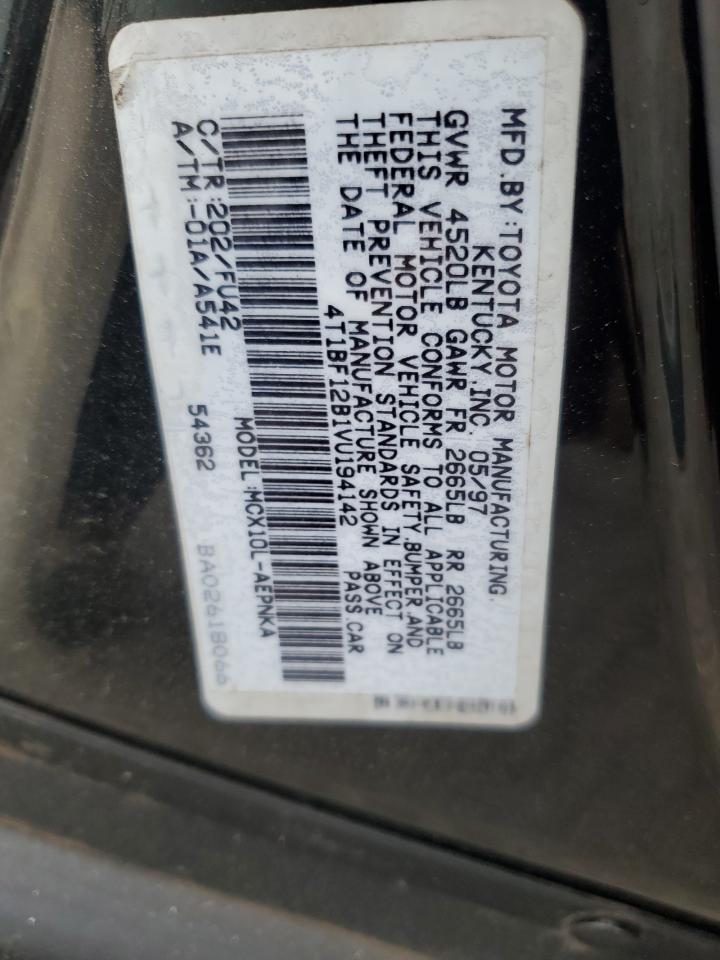 MFD.BY:TOYOTA MOTOR MANUFACTURING.
KENTUCKY,INC. 05/97
GVWR 4520LB GAWR FR 2665LB RR 2665LB
THIS VEHICLE CONFORMS TO ALL APPLICABLE
FEDERAL MOTOR VEHICLE SAFETY,BUMPER,AND
THEFT PREVENTION STANDARDS IN EFFECT ON
THE DATE OF MANUFACTURE SHOWN ABOVE
4T1BF12B1VU194142 PASS.CAR
MODEL:MCX10L-AEPNKA
C/TR:202/FU42 54362
A/TM:-01A/A541E BA02618066